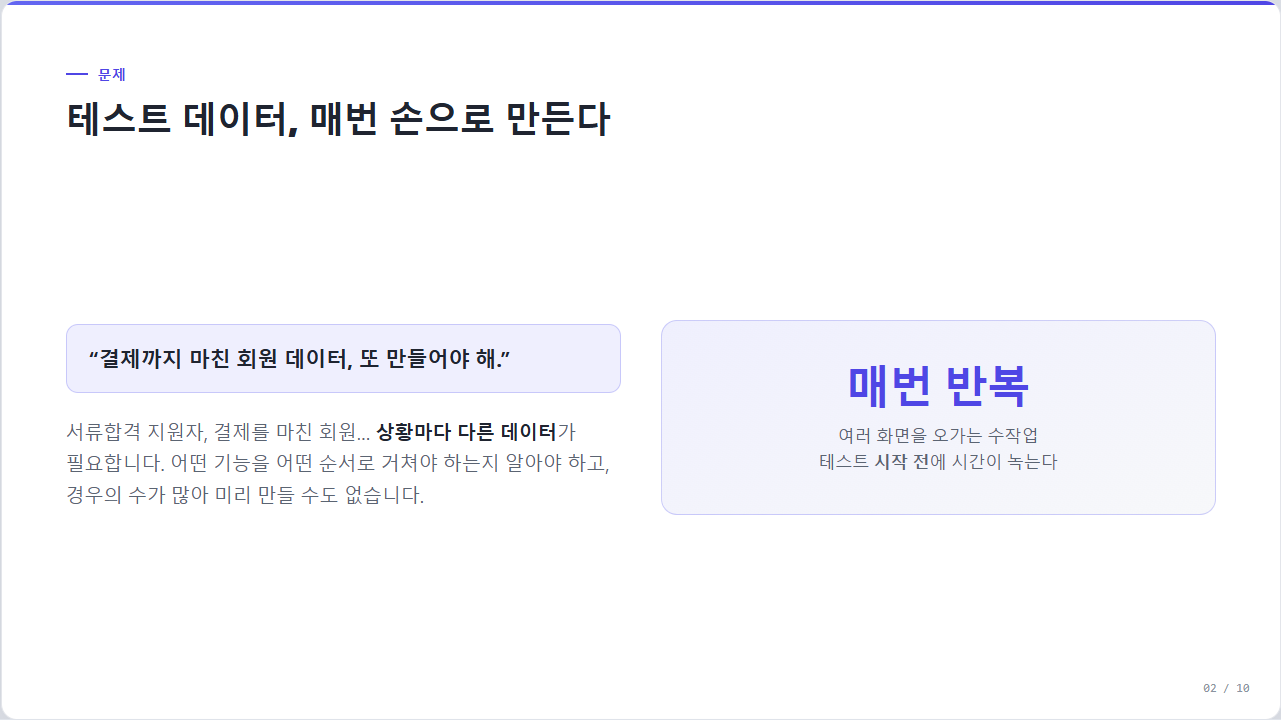 문제
테스트 데이터, 매번 손으로 만든다
“결제까지 마친 회원 데이터, 또 만들어야 해.”
서류합격 지원자, 결제를 마친 회원… 상황마다 다른 데이터가
필요합니다. 어떤 기능을 어떤 순서로 거쳐야 하는지 알아야 하고,
경우의 수가 많아 미리 만들 수도 없습니다.
매번 반복
여러 화면을 오가는 수작업
테스트 시작 전에 시간이 녹는다
02 / 10